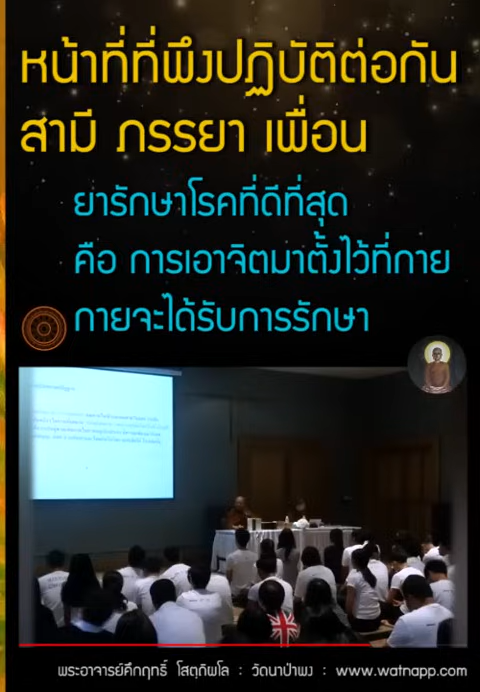 หน้าที่ที่พึงปฏิบัติต่อกัน
สามี ภรรยา เพื่อน
ยารักษาโรคที่ดีที่สุด
คือ การเอาจิตมาตั้งไว้ที่กาย
กายจะได้รับการรักษา
พระอาจารย์คึกฤทธิ์ โสตฺถิผโล : วัดนาป่าพง : www.watnapp.com